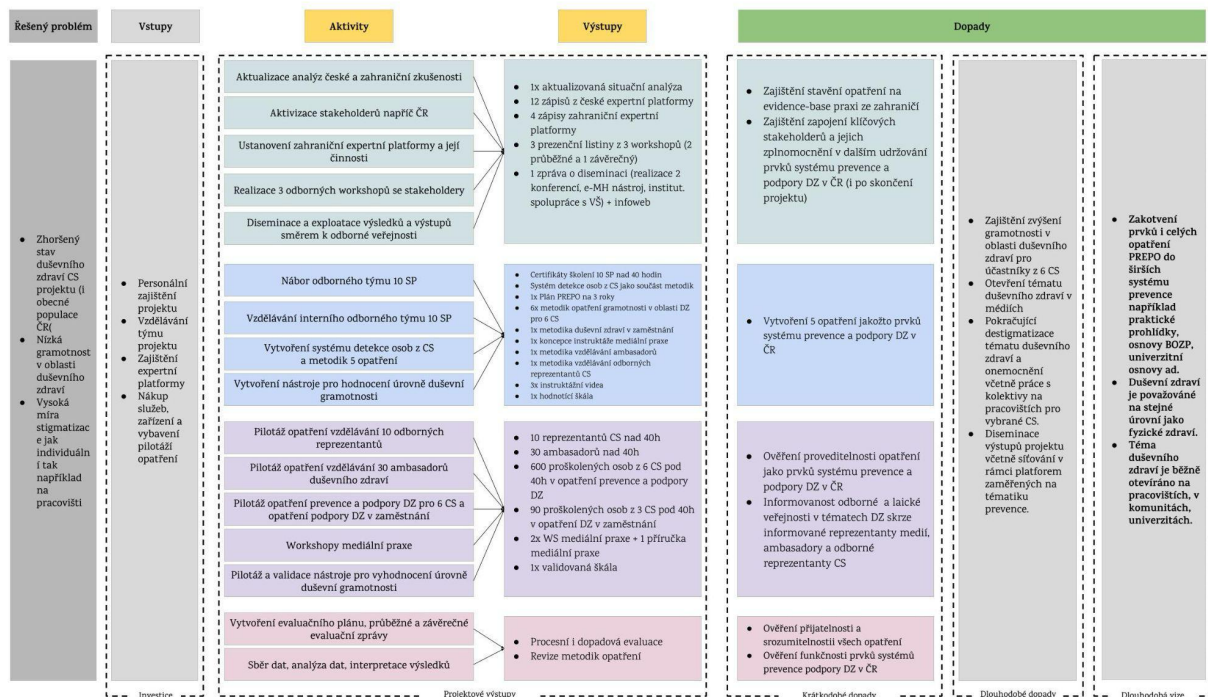 Řešený problém
Vstupy
Aktivity
Výstupy
Dopady
● Zhoršený
stav
duševního
zdraví CS
projektu (i
obecné
populace
ČR(
● Nízká
gramotnost
v oblasti
duševního
zdraví
● Vysoká
míra
stigmatizac
e jak
individuáln
í tak
například
na
pracovišti
● Personální
zajištění
projektu
● Vzdělávání
týmu
projektu
● Zajištění
expertní
platformy
● Nákup
služeb,
zařízení a
vybavení
pilotáží
opatření
Aktualizace analýz české a zahraniční zkušenosti
Aktivizace stakeholderů napříč ČR
Ustanovení zahraniční expertní platformy a její
činnosti
Realizace 3 odborných workshopů se stakeholdery
Diseminace a exploatace výsledků a výstupů
směrem k odborné veřejnosti
● 1x aktualizovaná situační analýza
● 12 zápisů z české expertní platformy
● 4 zápisy zahraniční expertní
platformy
● 3 prezenční listiny z 3 workshopů (2
průběžné a 1 závěrečný)
● 1 zpráva o diseminaci (realizace 2
konferencí, e-MH nástroj, institut.
spolupráce s VŠ) + infoweb
● Zajištění stavění opatření na
evidence-base praxi ze zahraničí
● Zajištění zapojení klíčových
stakeholderů a jejich
zplnomocnění v dalším udržování
prvků systému prevence a
podpory DZ v ČR (i po skončení
projektu)
Nábor odborného týmu 10 SP
Vzdělávání interního odborného týmu 10 SP
Vytvoření systému detekce osob z CS
a metodik 5 opatření
Vytvoření nástroje pro hodnocení úrovně duševní
gramotnosti
● Certifikáty školení 10 SP nad 40 hodin
● Systém detekce osob z CS jako součást metodik
● 1x Plán PREPO na 3 roky
● 6x metodik opatření gramotnosti v oblasti DZ
pro 6 CS
● 1x metodika duševní zdraví v zaměstnání
● 1x koncepce instruktáže mediální praxe
● 1x metodika vzdělávání ambasadorů
● 1x metodika vzdělávání odborných
reprezentantů CS
● 3x instruktážní videa
● 1x hodnotící škála
● Vytvoření 5 opatření jakožto prvků
systému prevence a podpory DZ v
ČR
Pilotáž opatření vzdělávání 10 odborných
reprezentantů
Pilotáž opatření vzdělávání 30 ambasadorů
duševního zdraví
Pilotáž opatření prevence a podpory DZ pro 6 CS a
opatření podpory DZ v zaměstnání
Workshopy mediální praxe
Pilotáž a validace nástroje pro vyhodnocení úrovně
duševní gramotnosti
● 10 reprezentantů CS nad 40h
● 30 ambasadorů nad 40h
● 600 proškolených osob z 6 CS pod
40h v opatření prevence a podpory
DZ
● 90 proškolených osob z 3 CS pod 40h
v opatření DZ v zaměstnání
● 2x WS mediální praxe + 1 příručka
mediální praxe
● 1x validovaná škála
● Ověření proveditelnosti opatření
jako prvků systému prevence a
podpory DZ v ČR
● Informovanost odborné a laické
veřejnosti v tématech DZ skrze
informované reprezentanty medií,
ambasadory a odborné
reprezentanty CS
Vytvoření evaluačního plánu, průběžné a závěrečné
evaluační zprávy
Sběr dat, analýza dat, interpretace výsledků
● Procesní i dopadová evaluace
● Revize metodik opatření
● Ověření přijatelnosti a
srozumitelnostii všech opatření
● Ověření funkčnosti prvků systémů
prevence podpory DZ v ČR
● Zajištění zvýšení
gramotnosti v
oblasti duševního
zdraví pro
účastníky z 6 CS
● Otevření tématu
duševního zdraví v
médiích
● Pokračující
destigmatizace
tématu duševního
zdraví a
onemocnění
včetně práce s
kolektivy na
pracovištích pro
vybrané CS.
● Diseminace
výstupů projektu
včetně síťování v
rámci platforem
zaměřených na
tématiku
prevence.
● Zakotvení
prvků i celých
opatření
PREPO do
širších
systému
prevence
například
praktické
prohlídky,
osnovy BOZP,
univerzitní
osnovy ad.
● Duševní zdraví
je považováné
na stejné
úrovní jako
fyzické zdraví.
● Téma
duševního
zdraví je běžně
otevíráno na
pracovištích, v
komunitách,
univerzitách.
Investice
Projektové výstupy
Krátkodobé dopady
Dlouhodobé dopady
Dlouhodobá vize